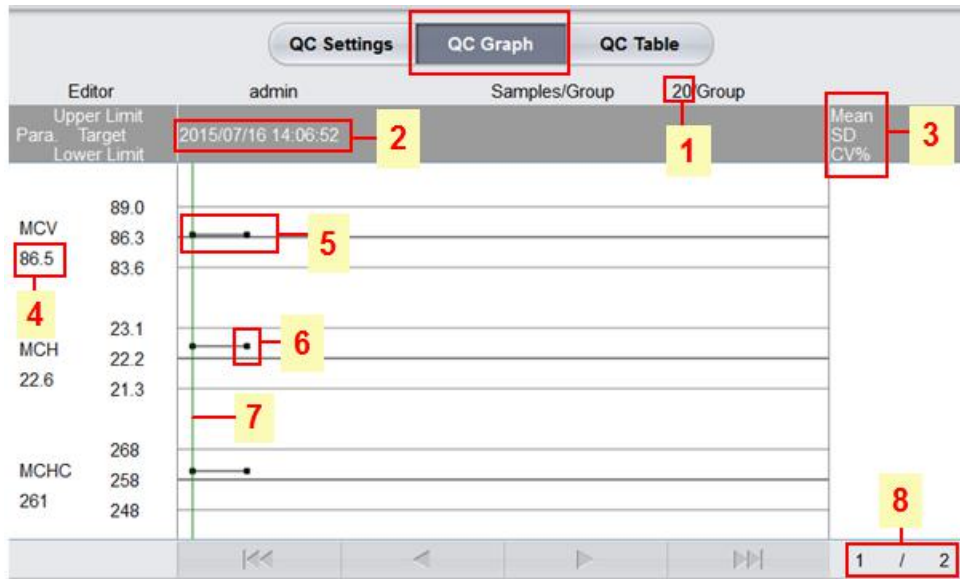 QC Settings QC Graph QC Table
Editor admin Samples/Group 20/Group
Upper Limit
Para. Target
Lower Limit
2015/07/16 14:06:52
2
1
Mean
SD
CV%
3
89.0
MCV
86.3
86.5
83.6
5
4
23.1
MCH
22.2
22.6
21.3
6
7
268
MCHC
258
261
248
8
1 / 2